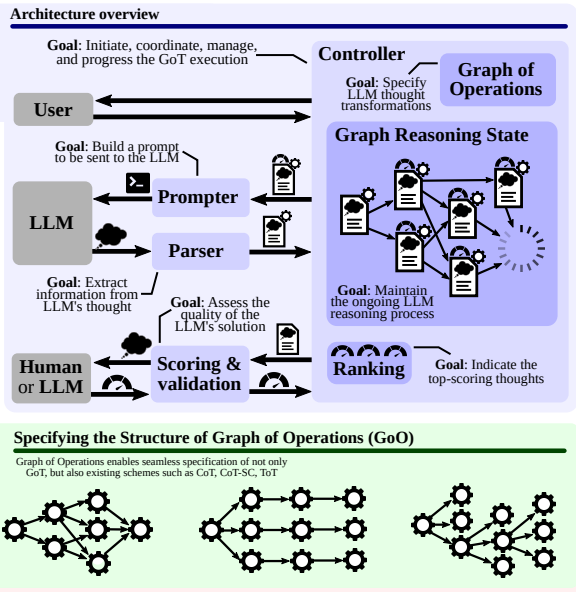 Architecture overview
Goal: Initiate, coordinate, manage,
and progress the GoT execution
Controller
Goal: Specify
LLM thought
transformations
Graph of
Operations
User
Graph Reasoning State
Goal: Build a prompt
to be sent to the LLM
LLM
Prompter
Parser
Goal: Extract
information from
LLM's thought
Goal: Maintain
the ongoing LLM
reasoning process
Goal: Assess the
quality of the
LLM's solution
Human
or LLM
Scoring &
validation
Ranking
Goal: Indicate the
top-scoring thoughts
Specifying the Structure of Graph of Operations (GoO)
Graph of Operations enables seamless specification of not only
GoT, but also existing schemes such as CoT, CoT-SC, ToT